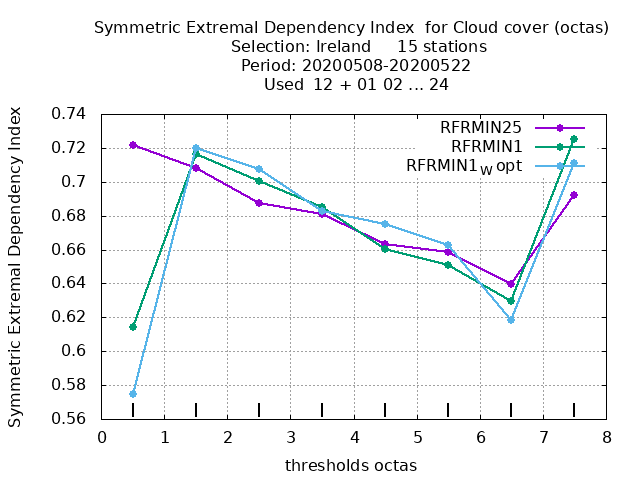 Symmetric Extremal Dependency Index  for Cloud cover (octas)
Selection: Ireland     15 stations
Period: 20200508-20200522
Used  12 + 01 02 ... 24
Symmetric Extremal Dependency Index
0.74
0.72
0.7
0.68
0.66
0.64
0.62
0.6
0.58
0.56
RFRMIN25
RFRMIN1
RFRMIN1W opt
0 1 2 3 4 5 6 7 8
thresholds octas